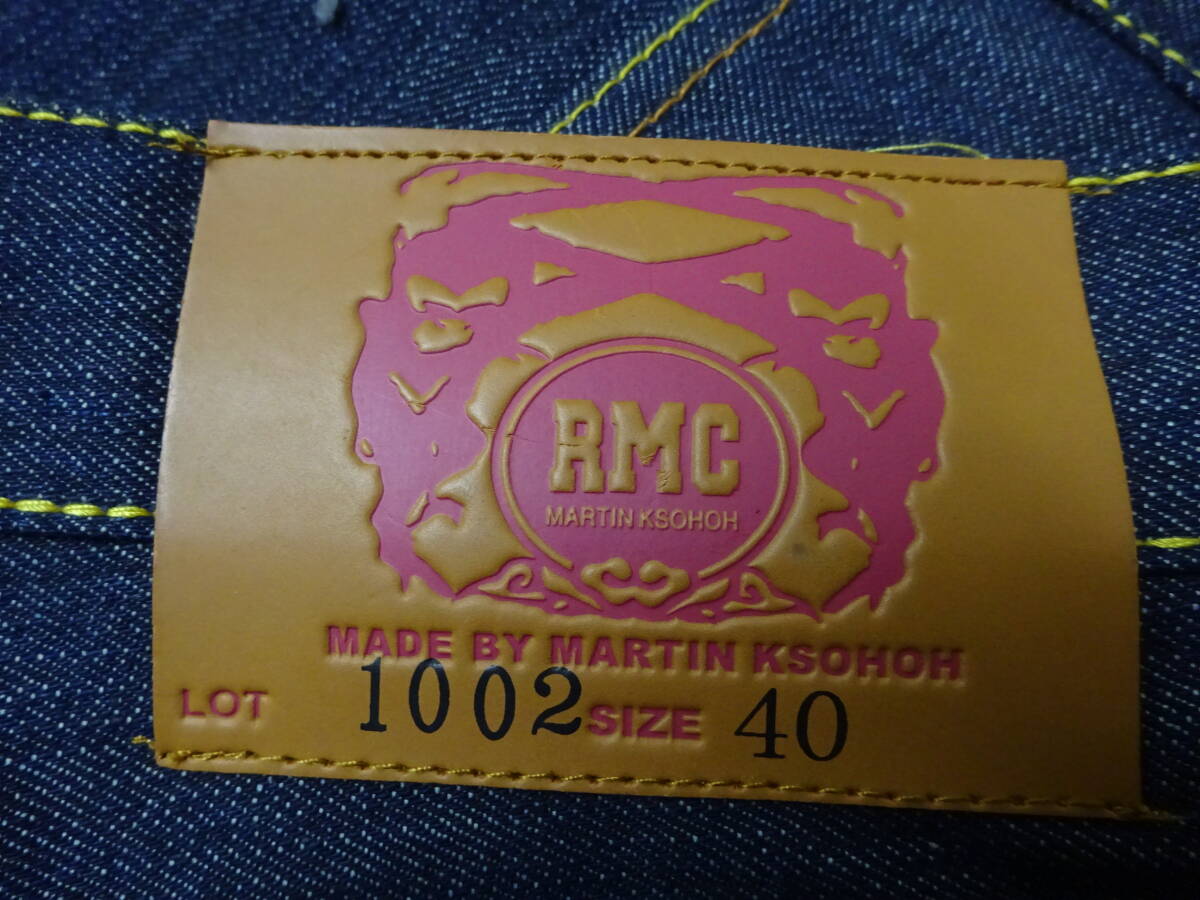 RMC
MARTIN KSOHOH
MADE BY MARTIN KSOHOH
LOT 1002 SIZE 40